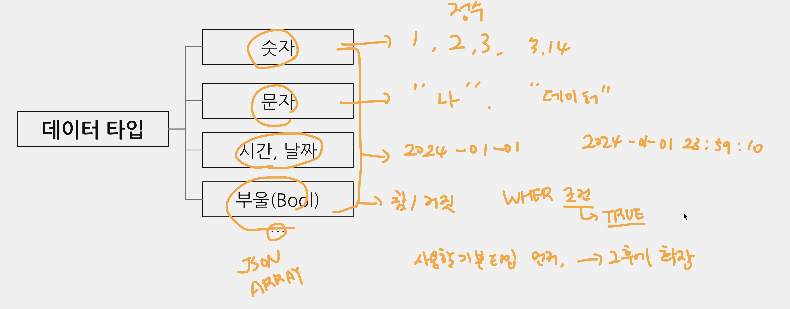 정수
숫자 1, 2, 3, 3.14
문자 "나", "데이터"
데이터 타입
시간, 날짜 2024-01-01 2024-01-01 23:59:10
부울(Bool) 참/거짓 WHER 조건
TRUE
...
JSON
ARRAY
사용할 기본 타입 먼저, → 그 후에 확장